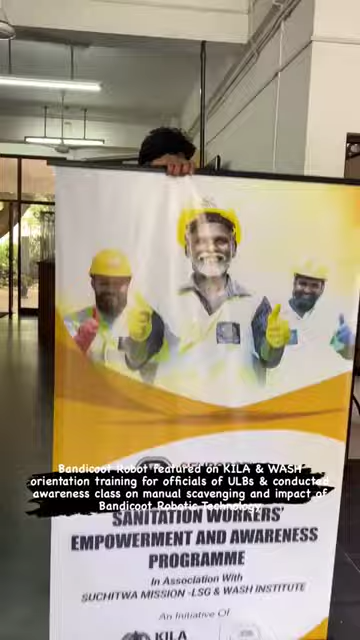 Bandicoot Robot featured on KILA & WASH
orientation training for officials of ULBs & conducted
awareness class on manual scavenging and impact of
Bandicoot Robotic Technology
SANITATION WORKERS'
EMPOWERMENT AND AWARENESS
PROGRAMME
In Association With
SUCHITWA MISSION -LSG & WASH INSTITUTE
An Initiative Of
KILA